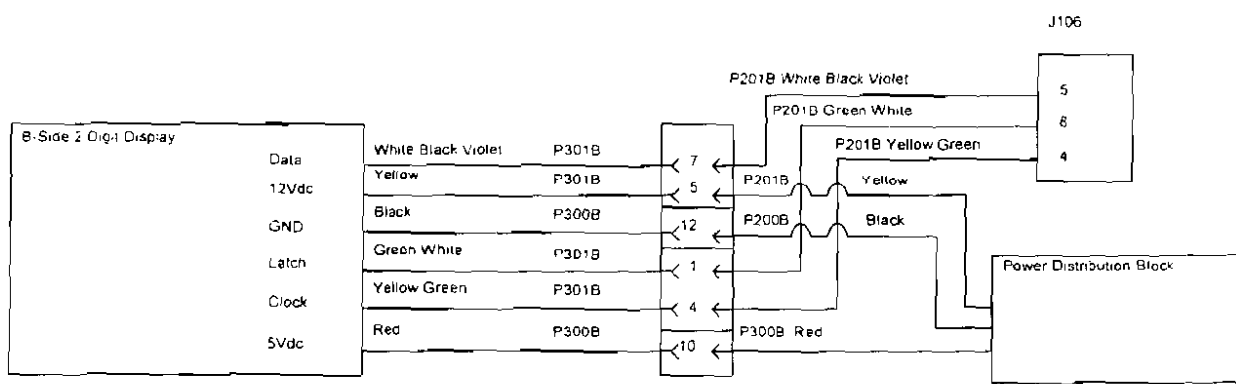 J106
P201B White Black Violet
5
P201B Green White
6
B-Side 2 Digit Display
P201B Yellow Green
4
Data
White Black Violet
P301B
7
12Vdc
Yellow
P301B
5
P201B
Yellow
GND
Black
P300B
12
P200B
Black
Latch
Green White
P301B
1
Power Distribution Block
Clock
Yellow Green
P301B
4
5Vdc
Red
P300B
10
P300B Red